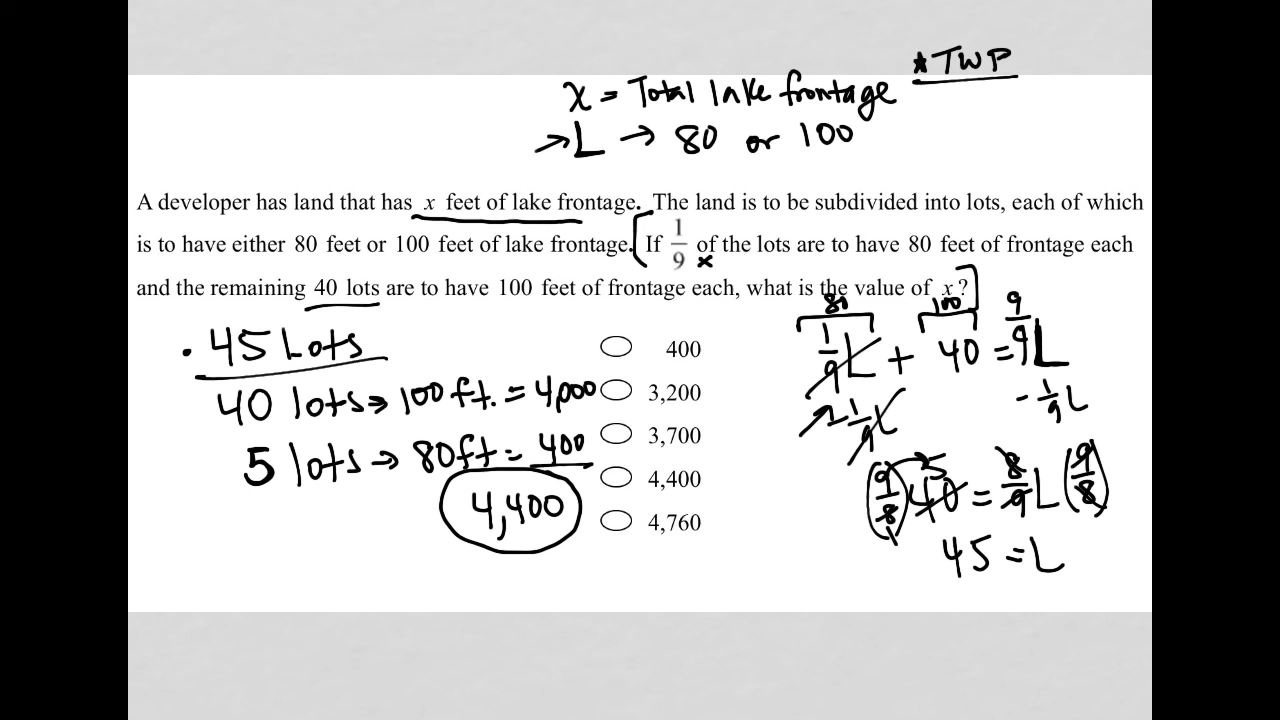 *TWP
x = Total lake frontage
→L → 80 or 100
A developer has land that has x feet of lake frontage. The land is to be subdivided into lots, each of which
is to have either 80 feet or 100 feet of lake frontage. If 1/9 of the lots are to have 80 feet of frontage each
and the remaining 40 lots are to have 100 feet of frontage each, what is the value of x?
. 45 Lots
40 lots → 100 ft. = 4,000
5 lots → 80ft = 400
4,400
400
3,200
3,700
4,400
4,760
80 100
1/9 L + 40 = 9/9 L
- 1/9 L - 1/9 L
(9/8) 40 = 8/9 L (9/8)
5
1
45 = L